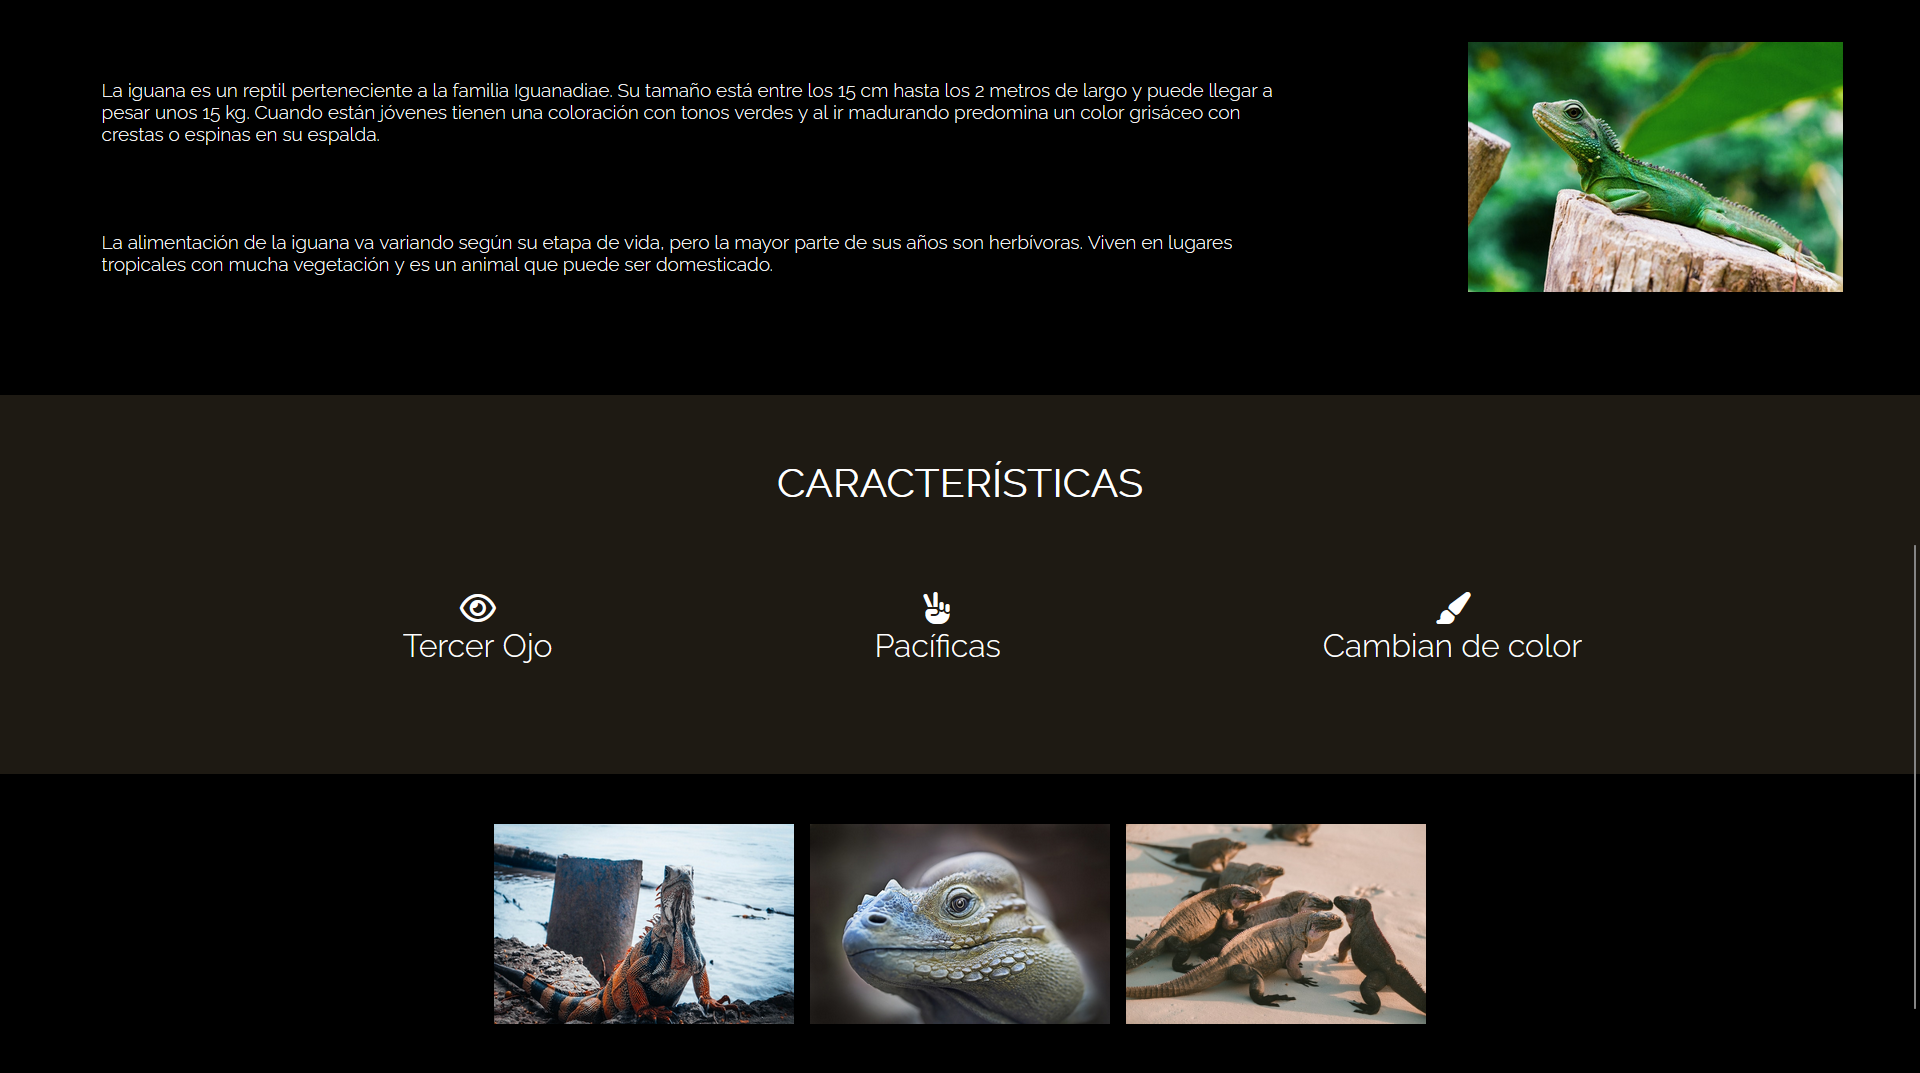 La iguana es un reptil perteneciente a la familia Iguanadiae. Su tamaño está entre los 15 cm hasta los 2 metros de largo y puede llegar a
pesar unos 15 kg. Cuando están jóvenes tienen una coloración con tonos verdes y al ir madurando predomina un color grisáceo con
crestas o espinas en su espalda.
La alimentación de la iguana va variando según su etapa de vida, pero la mayor parte de sus años son herbívoras. Viven en lugares
tropicales con mucha vegetación y es un animal que puede ser domesticado.
CARACTERÍSTICAS
Tercer Ojo
Pacíficas
Cambian de color